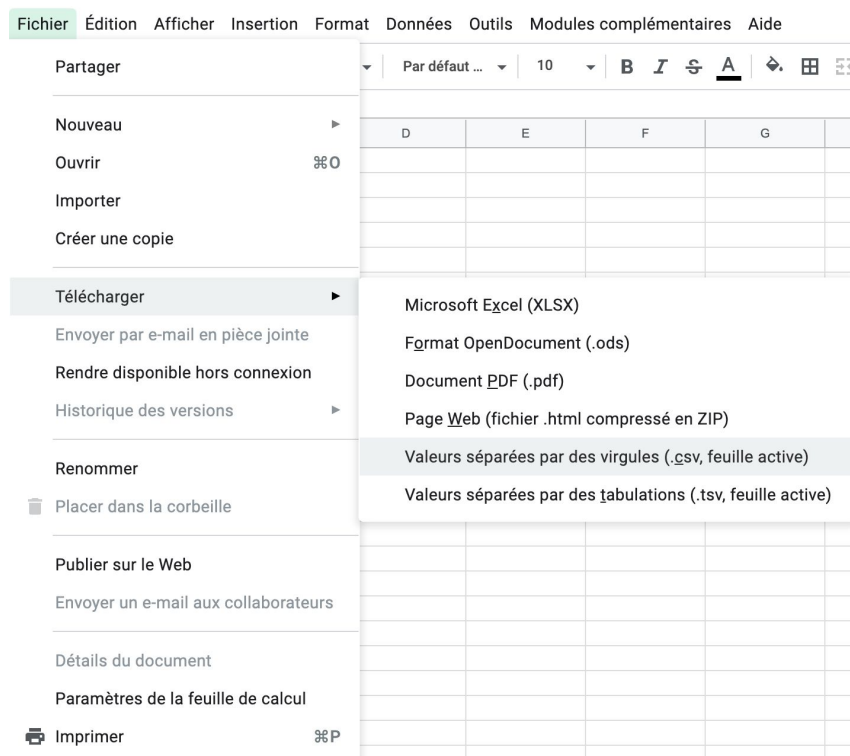 Fichier Édition Afficher Insertion Format Données Outils Modules complémentaires Aide
Partager
Par défaut ... 10 B I S A
Nouveau
D E F G
Ouvrir ⌘O
Importer
Créer une copie
Télécharger
Microsoft Excel (XLSX)
Envoyer par e-mail en pièce jointe
Format OpenDocument (.ods)
Rendre disponible hors connexion
Document PDF (.pdf)
Historique des versions
Page Web (fichier .html compressé en ZIP)
Valeurs séparées par des virgules (.csv, feuille active)
Renommer
Valeurs séparées par des tabulations (.tsv, feuille active)
Placer dans la corbeille
Publier sur le Web
Envoyer un e-mail aux collaborateurs
Détails du document
Paramètres de la feuille de calcul
Imprimer ⌘P